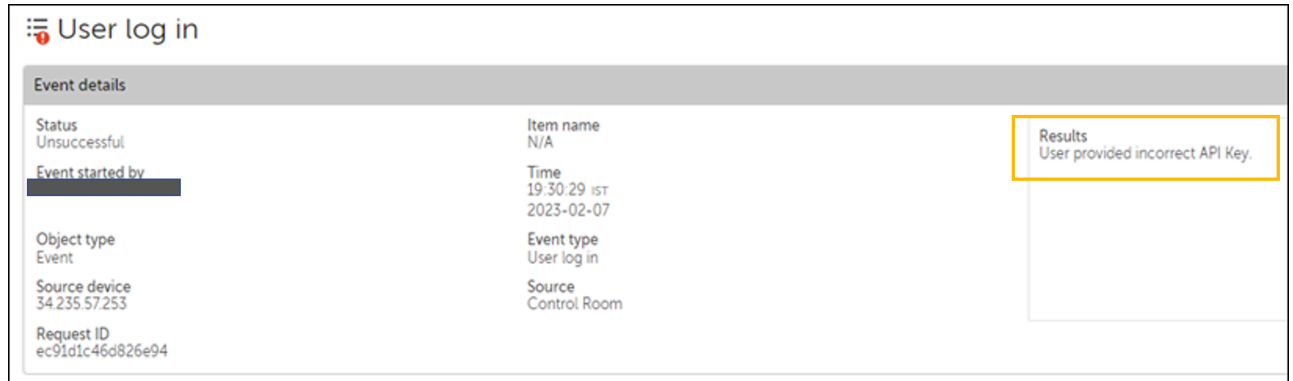 User log in
Event details
Status
Unsuccessful
Event started by
Object type
Event
Source device
34.235.57.253
Request ID
ec91d1c46d826e94
Item name
N/A
Time
19:30:29 IST
2023-02-07
Event type
User log in
Source
Control Room
Results
User provided incorrect API Key.